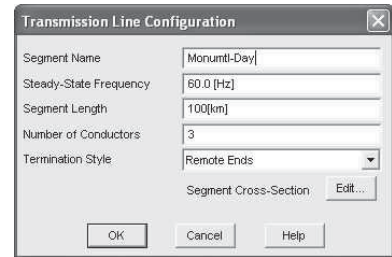 Transmission Line Configuration
Segment Name Monumtl-Day
Steady-State Frequency 60.0 [Hz]
Segment Length 100[km]
Number of Conductors 3
Termination Style Remote Ends
Segment Cross-Section Edit...
OK Cancel Help